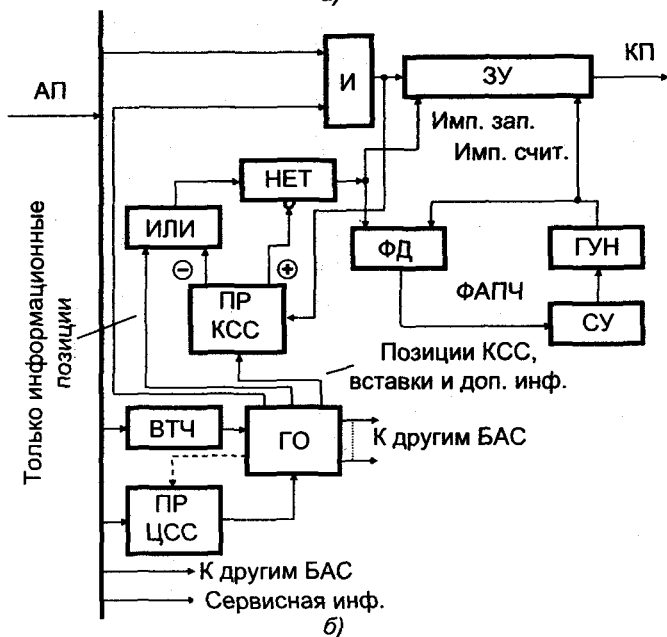 а)
АП
И
ЗУ
КП
Имп. зап.
Имп. счит.
НЕТ
ИЛИ
ФД
ГУН
ФАПЧ
СУ
−
+
ПР
КСС
Только информационные
позиции
Позиции КСС,
вставки и доп. инф.
ВТЧ
ГО
К другим БАС
ПР
ЦСС
К другим БАС
Сервисная инф.
б)